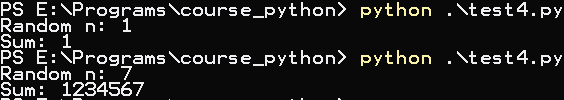 PS E:\Programs\course_python> python .\test4.py
Random n: 1
Sum: 1
PS E:\Programs\course_python> python .\test4.py
Random n: 7
Sum: 1234567